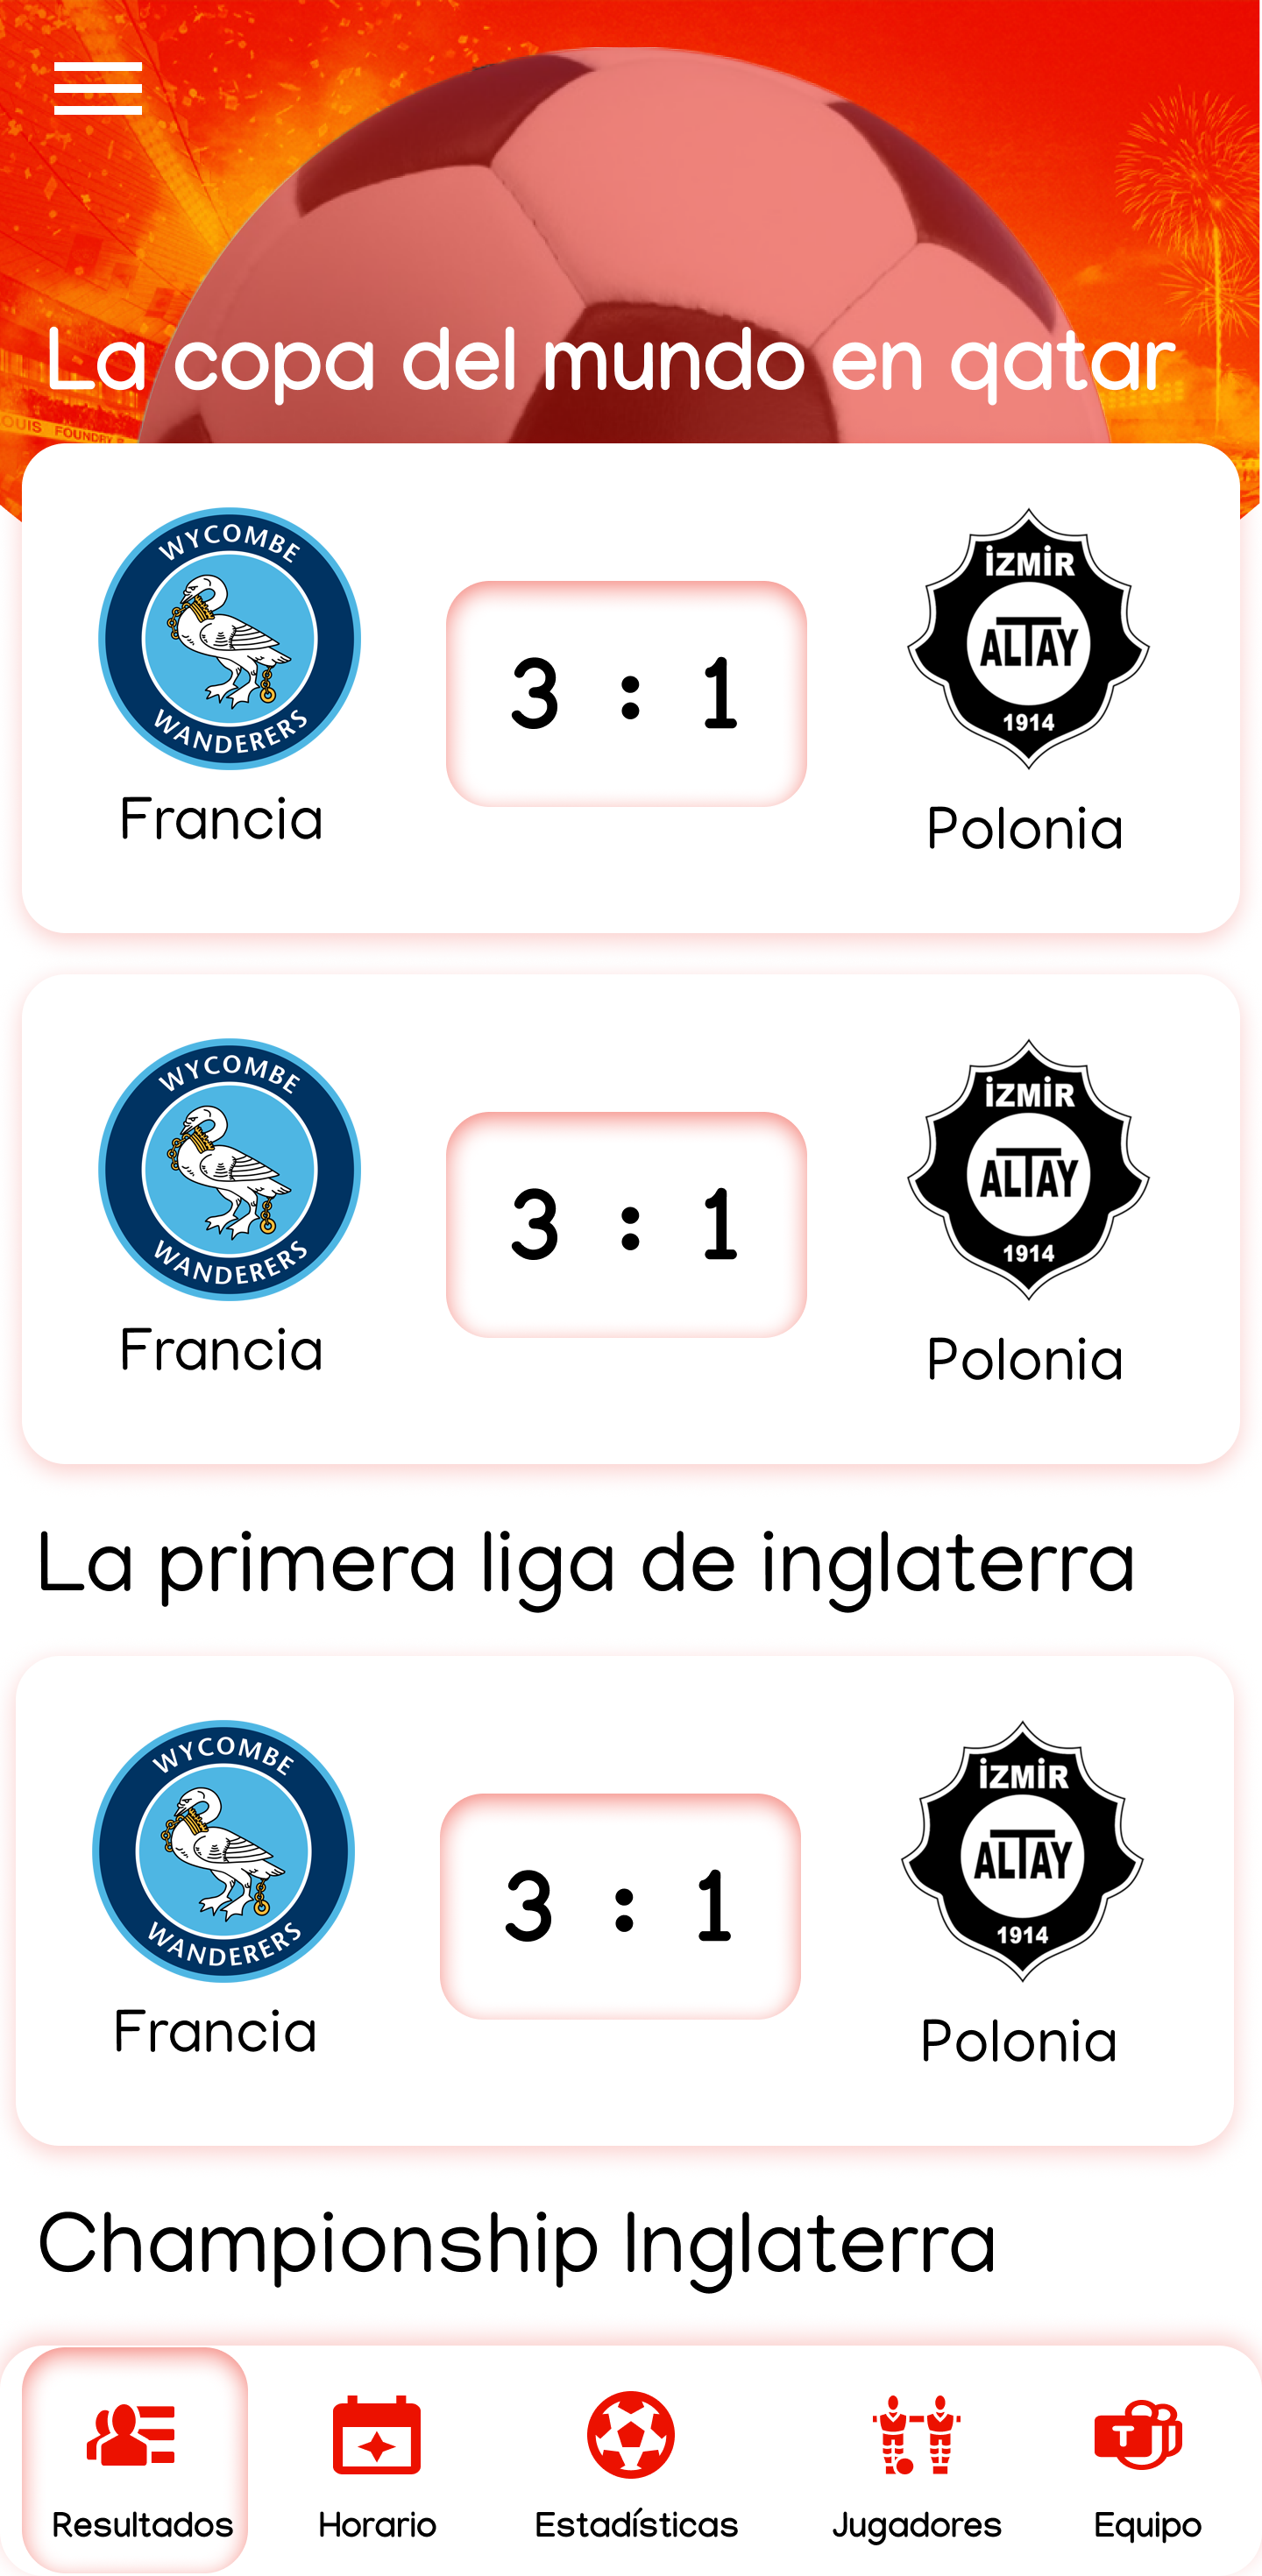 La copa del mundo en qatar
OUIS FOUNDRY
WYCOMBE
WANDERERS
Francia
3 : 1
İZMİR
ALTAY
1914
Polonia
WYCOMBE
WANDERERS
Francia
3 : 1
İZMİR
ALTAY
1914
Polonia
La primera liga de inglaterra
WYCOMBE
WANDERERS
Francia
3 : 1
İZMİR
ALTAY
1914
Polonia
Championship Inglaterra
T
Resultados Horario Estadísticas Jugadores Equipo